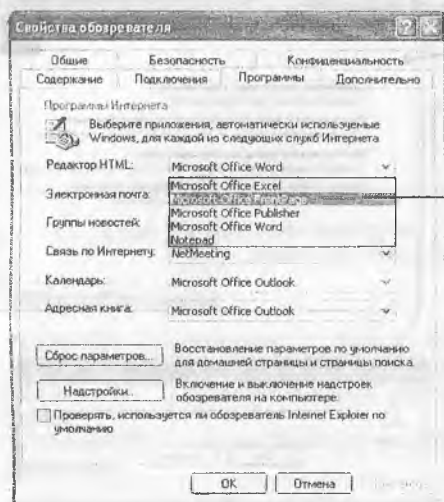 Свойства обозревателя
Общие Безопасность Конфиденциальность
Содержание Подключения Программы Дополнительно
Программы Интернета
Выберите приложения, автоматически используемые
Windows, для каждой из следующих служб Интернета
Редактор HTML: Microsoft Office Word
Microsoft Office Excel
Электронная почта: Microsoft Office FrontPage
Microsoft Office Publisher
Группы новостей: Microsoft Office Word
Notepad
Связь по Интернету: NetMeeting
Календарь: Microsoft Office Outlook
Адресная книга: Microsoft Office Outlook
Сброс параметров... Восстановление параметров по умолчанию
для домашней страницы и страницы поиска.
Надстройки... Включение и выключение надстроек
обозревателя на компьютере.
Проверять, используется ли обозреватель Internet Explorer по
умолчанию
OK Отмена